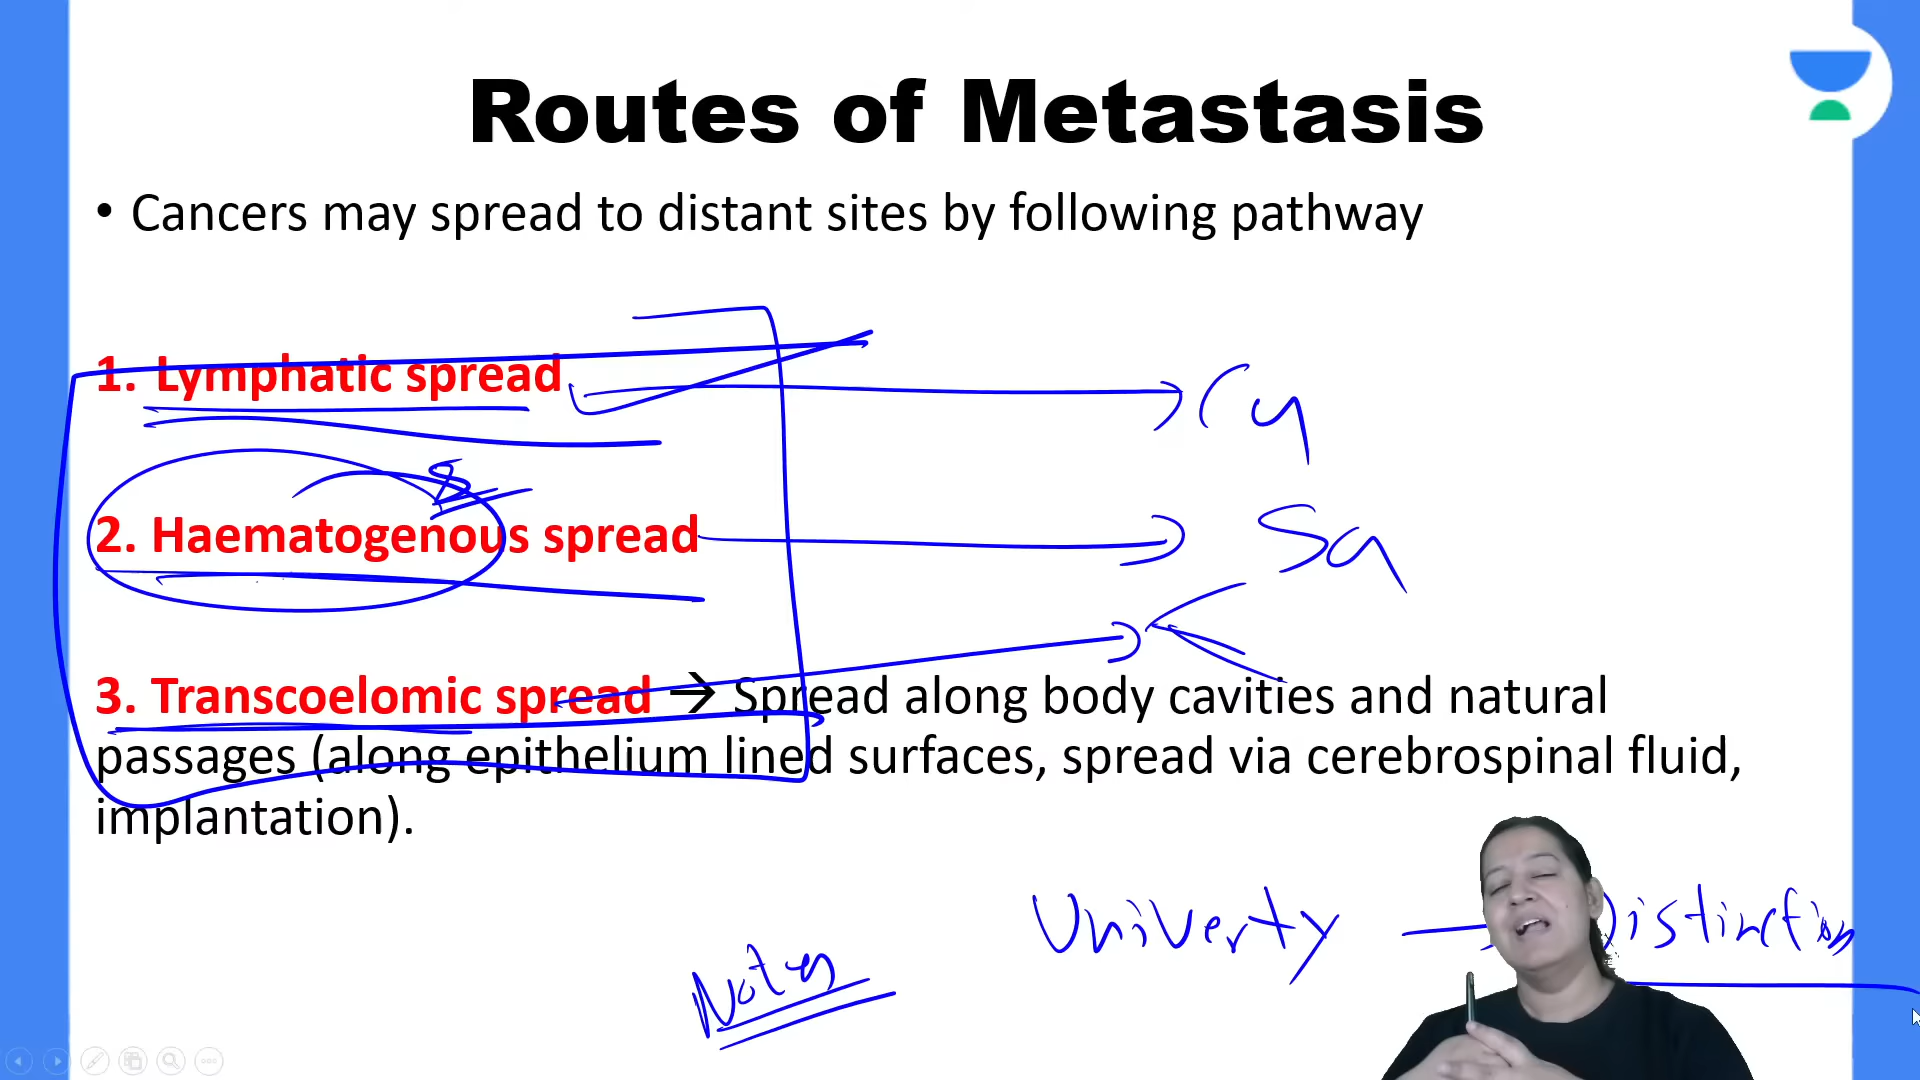 Routes of Metastasis
• Cancers may spread to distant sites by following pathway
1. Lymphatic spread
Ca
2. Haematogenous spread
Sa
3. Transcoelomic spread → Spread along body cavities and natural
passages (along epithelium lined surfaces, spread via cerebrospinal fluid,
implantation).
Univerty → Distinction
Notes